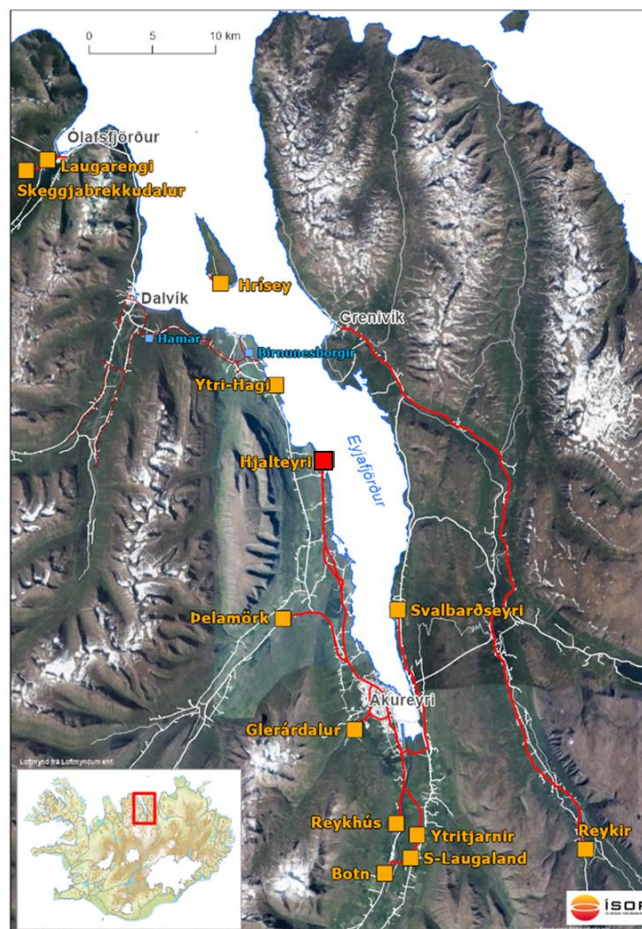 0 5 10 km
Ólafsfjörður
Laugarengi
Skeggjabrekkudalur
Hrísey
Dalvík
Grenivík
Hamar
Birnunesborgir
Ytri-Hagi
Eyjafjörður
Hjalteyri
Svalbarðseyri
Þelamörk
Akureyri
Glerárdalur
Loftmynd frá Loftmyndum ehf.
Reykhús
Ytritjarnir
Reykir
S-Laugaland
Botn
ÍSOR